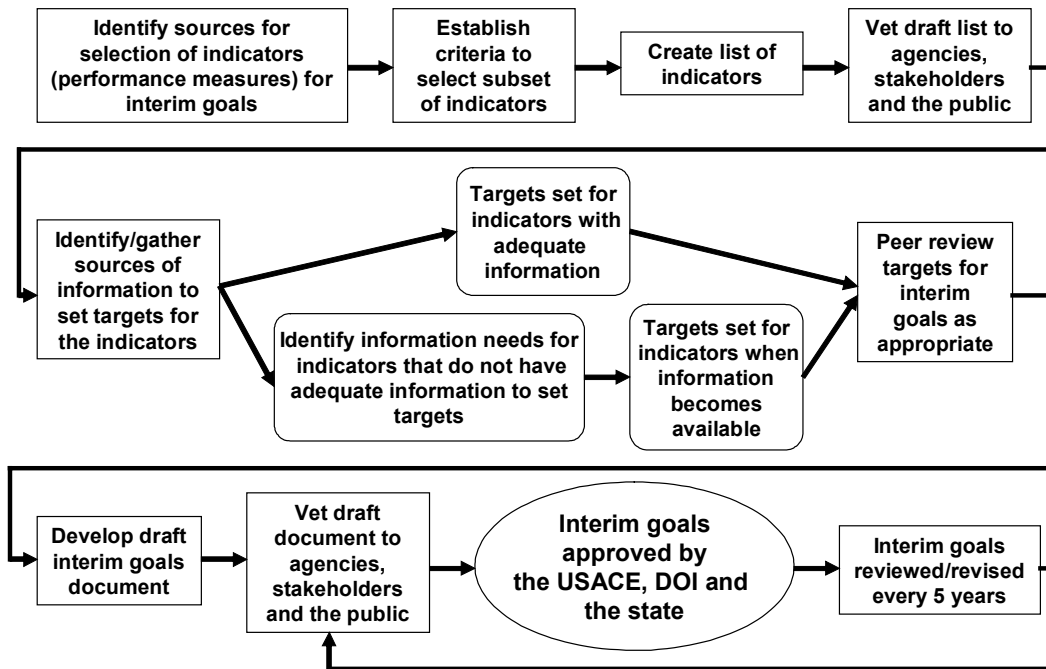 Identify sources for
selection of indicators
(performance measures) for
interim goals
Establish
criteria to
select subset
of indicators
Create list of
indicators
Vet draft list to
agencies,
stakeholders
and the public
Identify/gather
sources of
information to
set targets for
the indicators
Targets set for
indicators with
adequate
information
Identify information needs for
indicators that do not have
adequate information to set
targets
Targets set for
indicators when
information
becomes
available
Peer review
targets for
interim
goals as
appropriate
Develop draft
interim goals
document
Vet draft
document to
agencies,
stakeholders
and the public
Interim goals
approved by
the USACE, DOI and
the state
Interim goals
reviewed/revised
every 5 years